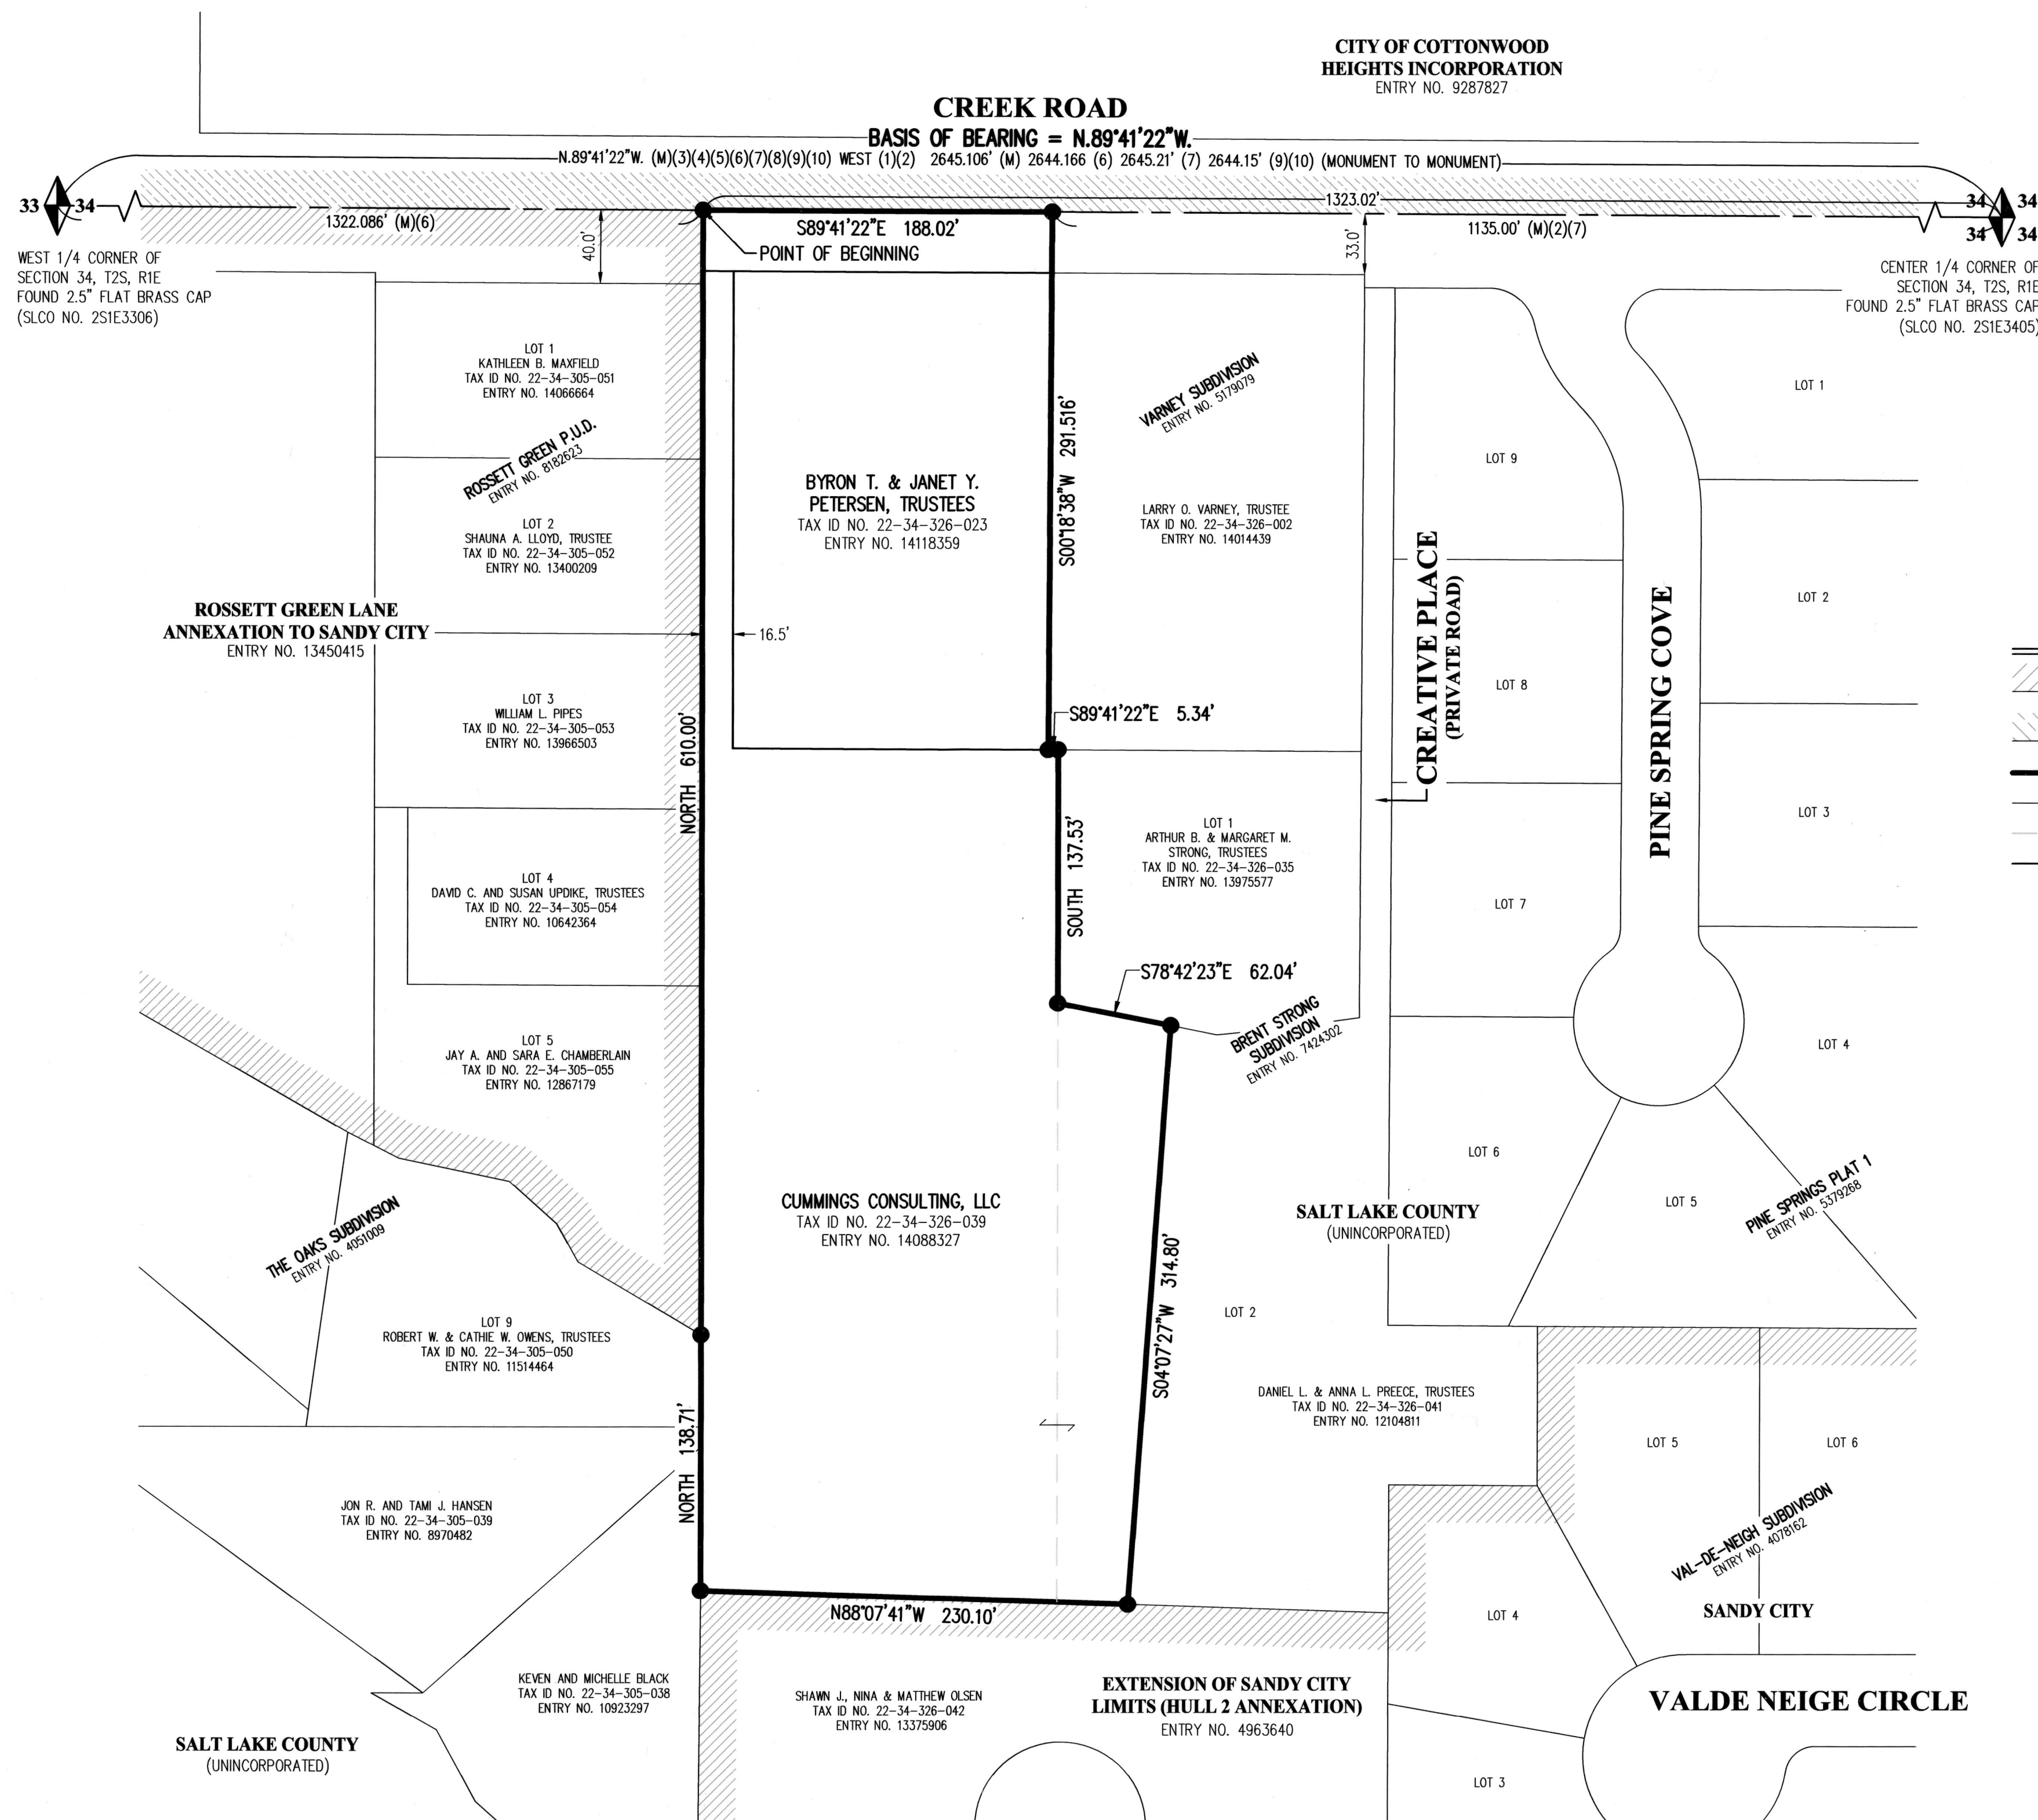 CITY OF COTTONWOOD
HEIGHTS INCORPORATION
ENTRY NO. 9287827
CREEK ROAD
BASIS OF BEARING = N.89°41'22"W.
N.89°41'22"W. (M)(3)(4)(5)(6)(7)(8)(9)(10) WEST (1)(2) 2645.106' (M) 2644.166 (6) 2645.21' (7) 2644.15' (9)(10) (MONUMENT TO MONUMENT)
33
34
1322.086' (M)(6)
1323.02'
1135.00' (M)(2)(7)
34
34
34
34
S89°41'22"E 188.02'
POINT OF BEGINNING
40.0'
33.0'
WEST 1/4 CORNER OF
SECTION 34, T2S, R1E
FOUND 2.5" FLAT BRASS CAP
(SLCO NO. 2S1E3306)
CENTER 1/4 CORNER OF
SECTION 34, T2S, R1E
FOUND 2.5" FLAT BRASS CAP
(SLCO NO. 2S1E3405)
LOT 1
KATHLEEN B. MAXFIELD
TAX ID NO. 22-34-305-051
ENTRY NO. 14066664
ROSSETT GREEN P.U.D.
ENTRY NO. 8182623
LOT 2
SHAUNA A. LLOYD, TRUSTEE
TAX ID NO. 22-34-305-052
ENTRY NO. 13400209
ROSSETT GREEN LANE
ANNEXATION TO SANDY CITY
ENTRY NO. 13450415
LOT 3
WILLIAM L. PIPES
TAX ID NO. 22-34-305-053
ENTRY NO. 13966503
LOT 4
DAVID C. AND SUSAN UPDIKE, TRUSTEES
TAX ID NO. 22-34-305-054
ENTRY NO. 10642364
LOT 5
JAY A. AND SARA E. CHAMBERLAIN
TAX ID NO. 22-34-305-055
ENTRY NO. 12867179
THE OAKS SUBDIVISION
ENTRY NO. 4051009
LOT 9
ROBERT W. & CATHIE W. OWENS, TRUSTEES
TAX ID NO. 22-34-305-050
ENTRY NO. 11514464
JON R. AND TAMI J. HANSEN
TAX ID NO. 22-34-305-039
ENTRY NO. 8970482
KEVEN AND MICHELLE BLACK
TAX ID NO. 22-34-305-038
ENTRY NO. 10923297
SALT LAKE COUNTY
(UNINCORPORATED)
NORTH 610.00'
NORTH 138.71'
BYRON T. & JANET Y.
PETERSEN, TRUSTEES
TAX ID NO. 22-34-326-023
ENTRY NO. 14118359
16.5'
S00°18'38"W 291.516'
S89°41'22"E 5.34'
SOUTH 137.53'
S78°42'23"E 62.04'
S04°07'27"W 314.80'
N88°07'41"W 230.10'
CUMMINGS CONSULTING, LLC
TAX ID NO. 22-34-326-039
ENTRY NO. 14088327
VARNEY SUBDIVISION
ENTRY NO. 5179079
LARRY O. VARNEY, TRUSTEE
TAX ID NO. 22-34-326-002
ENTRY NO. 14014439
LOT 1
ARTHUR B. & MARGARET M.
STRONG, TRUSTEES
TAX ID NO. 22-34-326-035
ENTRY NO. 13975577
BRENT STRONG
SUBDIVISION
ENTRY NO. 7424302
CREATIVE PLACE
(PRIVATE ROAD)
PINE SPRING COVE
LOT 9
LOT 8
LOT 7
LOT 6
LOT 5
LOT 1
LOT 2
LOT 3
LOT 4
PINE SPRINGS PLAT 1
ENTRY NO. 5379268
SALT LAKE COUNTY
(UNINCORPORATED)
LOT 2
DANIEL L. & ANNA L. PREECE, TRUSTEES
TAX ID NO. 22-34-326-041
ENTRY NO. 12104811
LOT 5
LOT 6
VAL-DE-NEIGH SUBDIVISION
ENTRY NO. 4078162
LOT 4
SANDY CITY
SHAWN J., NINA & MATTHEW OLSEN
TAX ID NO. 22-34-326-042
ENTRY NO. 13375906
EXTENSION OF SANDY CITY
LIMITS (HULL 2 ANNEXATION)
ENTRY NO. 4963640
VALDE NEIGE CIRCLE
LOT 3